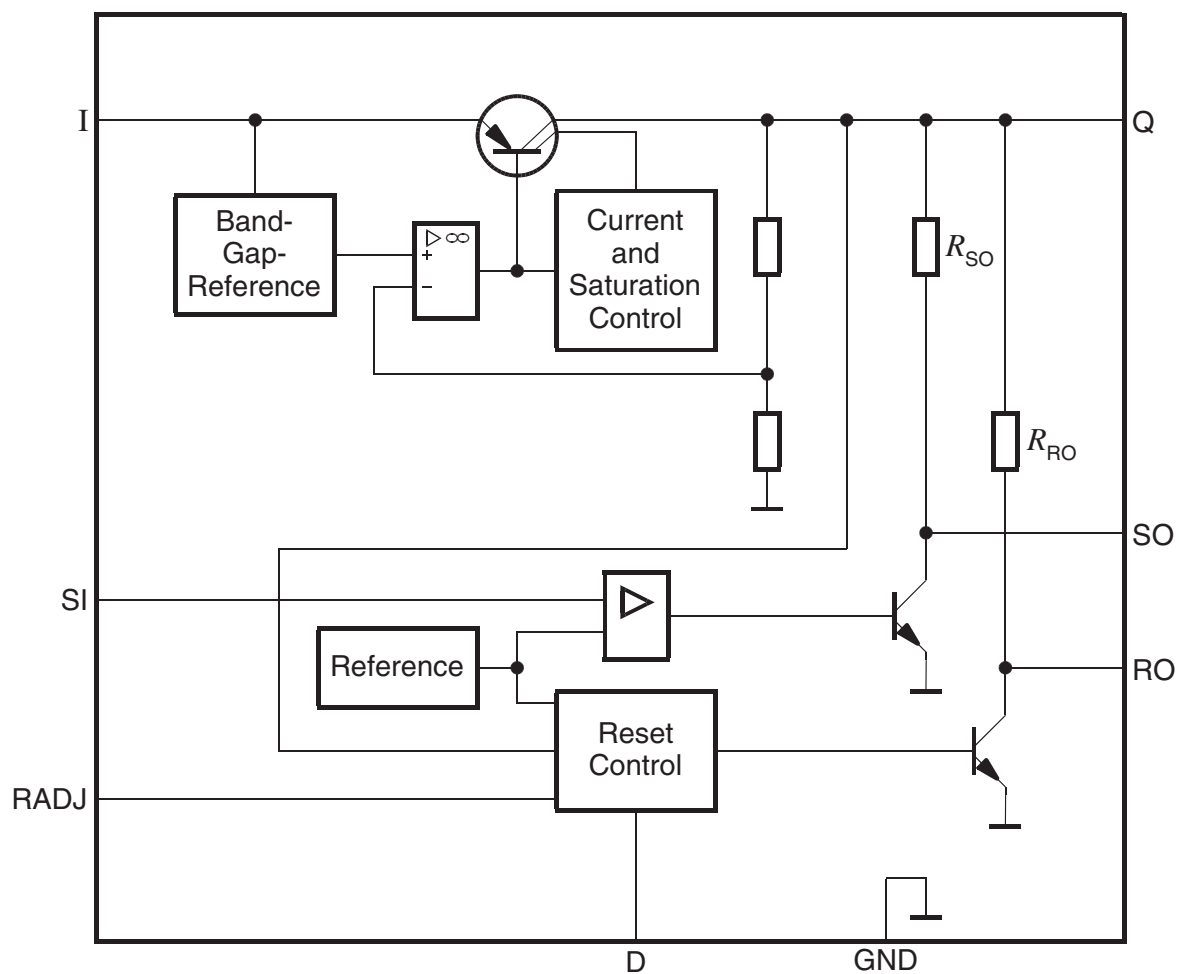 I
Q
Band-
Gap-
Reference
▷ ∞
+
−
Current
and
Saturation
Control
R_SO
R_RO
SO
SI
Reference
RO
Reset
Control
RADJ
D
GND